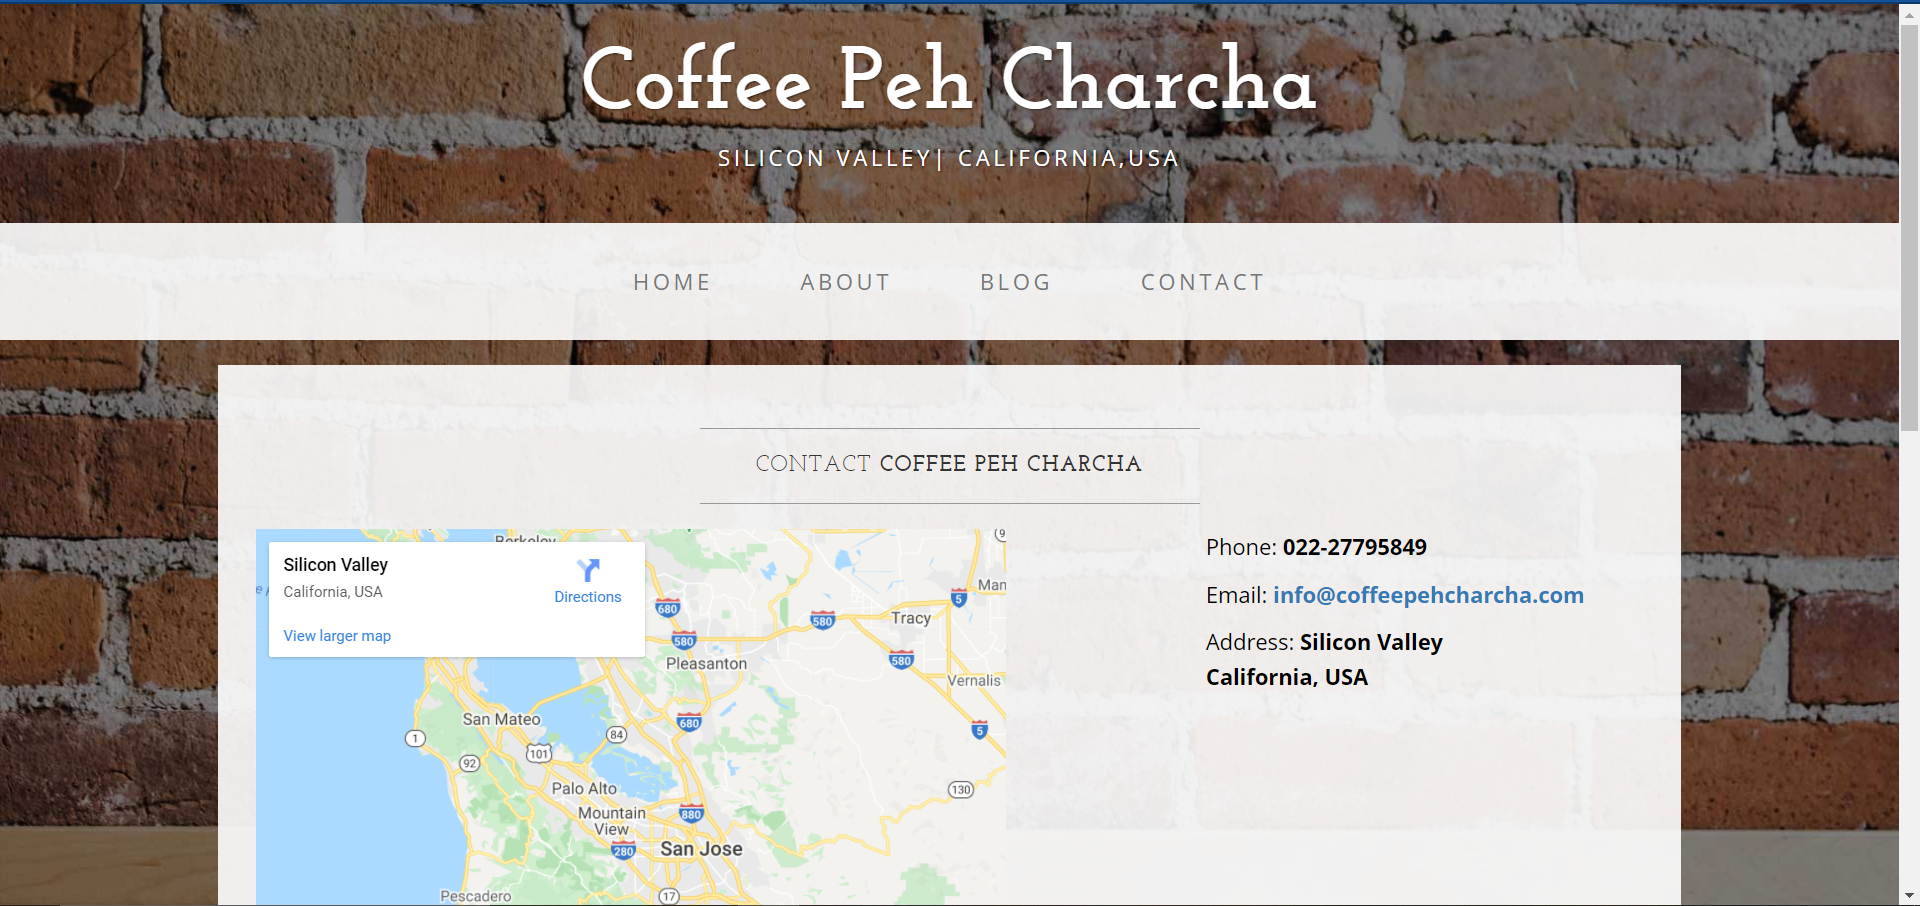 Coffee Peh Charcha
SILICON VALLEY| CALIFORNIA,USA
HOME ABOUT BLOG CONTACT
CONTACT COFFEE PEH CHARCHA
Silicon Valley
California, USA
Directions
View larger map
Berkeley
680
580
580
5
Tracy
Man
Pleasanton
580
Vernalis
San Mateo
680
5
1
84
101
92
Palo Alto
130
Mountain
View
880
280
San Jose
Pescadero
17
Phone: 022-27795849
Email: info@coffeepehcharcha.com
Address: Silicon Valley
California, USA